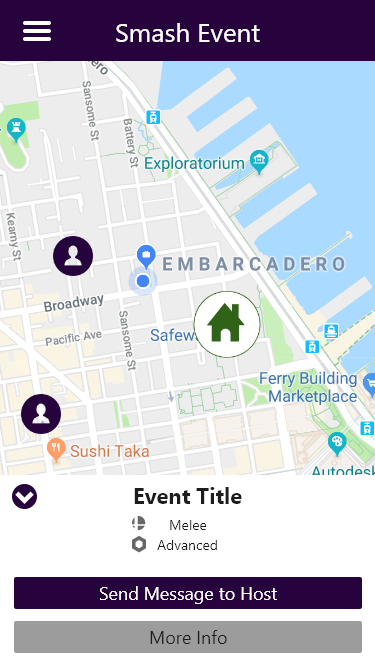 Smash Event
Sansome St
Battery St
Exploratorium
Kearny St
EMBARCADERO
Broadway
Pacific Ave
Sansome St
Safew
Ferry Building
Marketplace
Sushi Taka
Autodesk
Event Title
Melee
Advanced
Send Message to Host
More Info